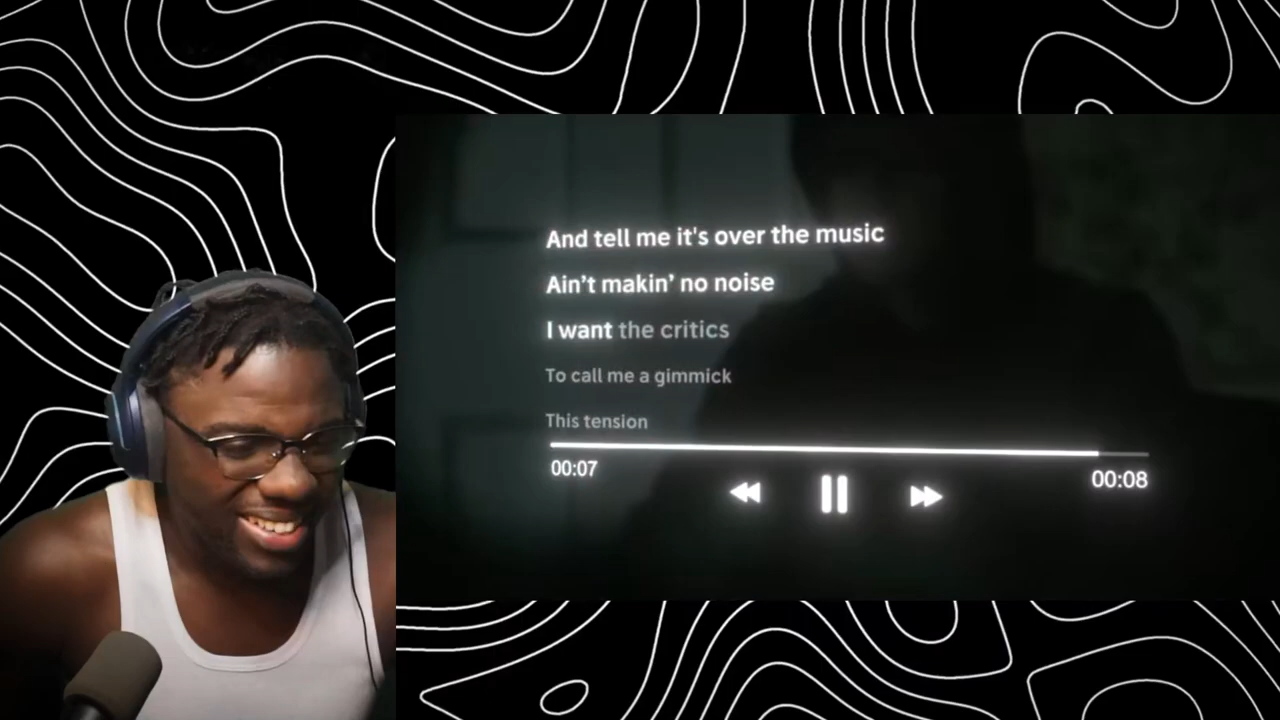 And tell me it's over the music
Ain’t makin’ no noise
I want the critics
To call me a gimmick
This tension
00:07
00:08